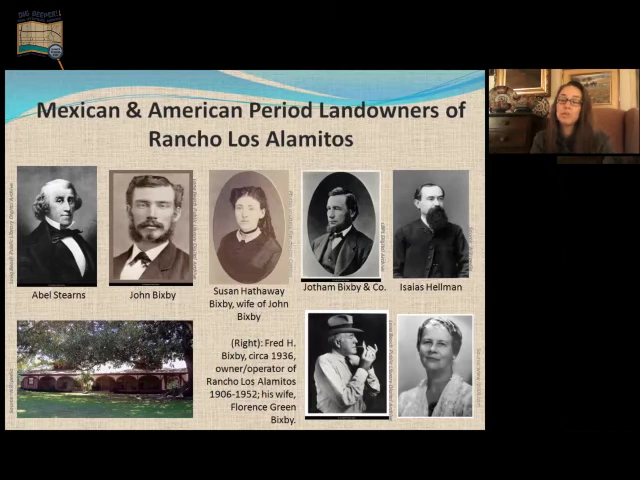 DIG DEEPER!
Mexican & American Period Landowners of
Rancho Los Alamitos
Abel Stearns
John Bixby
Susan Hathaway
Bixby, wife of John
Bixby
Jotham Bixby & Co.
Isaias Hellman
(Right): Fred H.
Bixby, circa 1936,
owner/operator of
Rancho Los Alamitos
1906-1952; his wife,
Florence Green
Bixby.